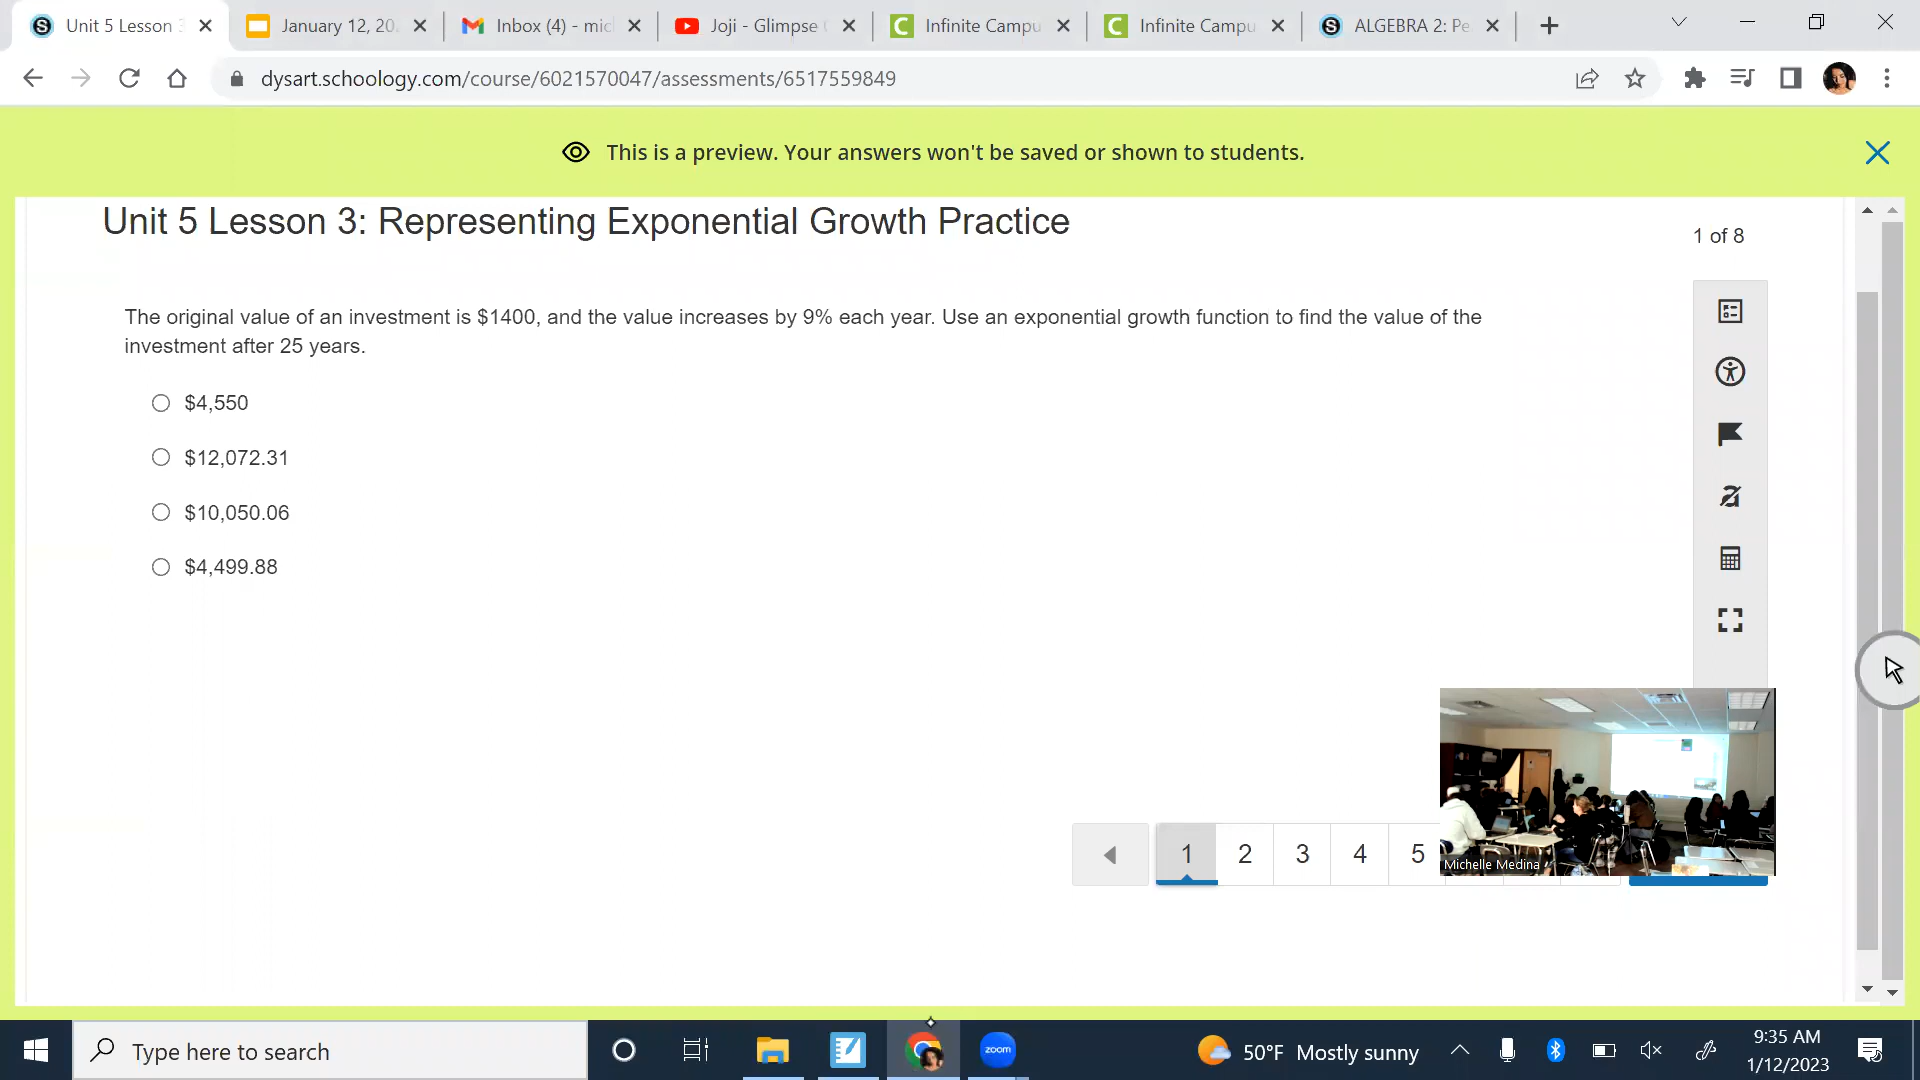 Unit 5 Lesson 3
January 12, 20
Inbox (4) - mic
Joji - Glimpse
Infinite Campu
Infinite Campu
ALGEBRA 2: Pe
dysart.schoology.com/course/6021570047/assessments/6517559849
This is a preview. Your answers won't be saved or shown to students.
Unit 5 Lesson 3: Representing Exponential Growth Practice
1 of 8
The original value of an investment is $1400, and the value increases by 9% each year. Use an exponential growth function to find the value of the
investment after 25 years.
$4,550
$12,072.31
$10,050.06
$4,499.88
1 2 3 4 5
Michelle Medina
Type here to search
zoom
50°F Mostly sunny
9:35 AM
1/12/2023